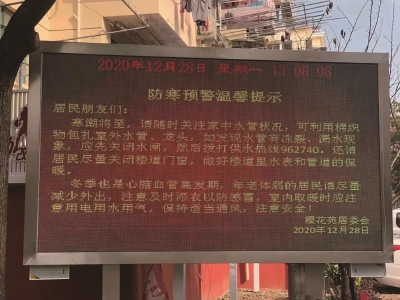 2020年12月28日 星期一 13:08:08
防寒预警温馨提示
居民朋友们：
寒潮将至，请随时关注家中水管状况，可利用棉织
物包扎室外水管、龙头，如发现水管有冻裂、漏水现
象，应先关闭水闸，然后拨打供水热线962740，还请
居民尽量关闭楼道门窗，做好楼道里水表和管道的保
暖。
冬季也是心脑血管高发期，年老体弱的居民请尽量
减少外出，注意及时添衣以防感冒，室内取暖时应注
意用电用水用气，保持适当通风，注意安全！
樱花苑居委会
2020年12月28日